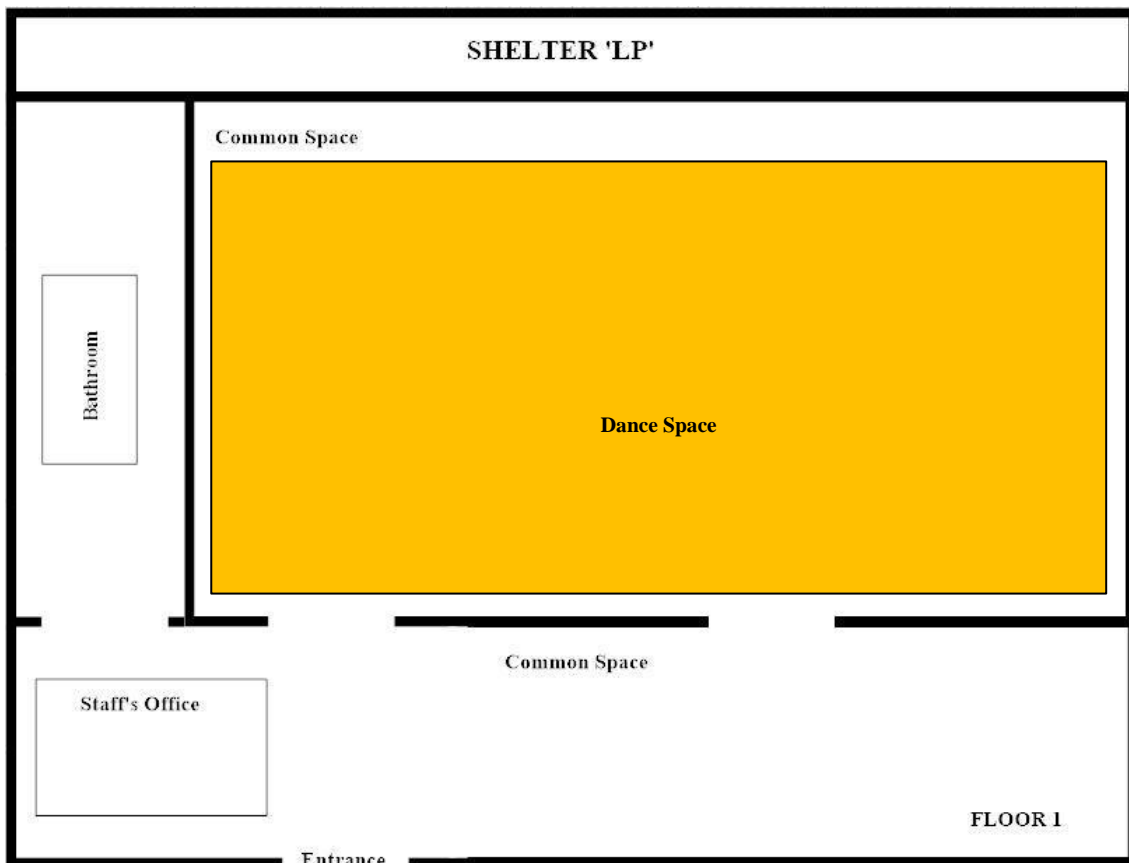 SHELTER 'LP'
Common Space
Bathroom
Dance Space
Common Space
Staff's Office
FLOOR 1
Entrance